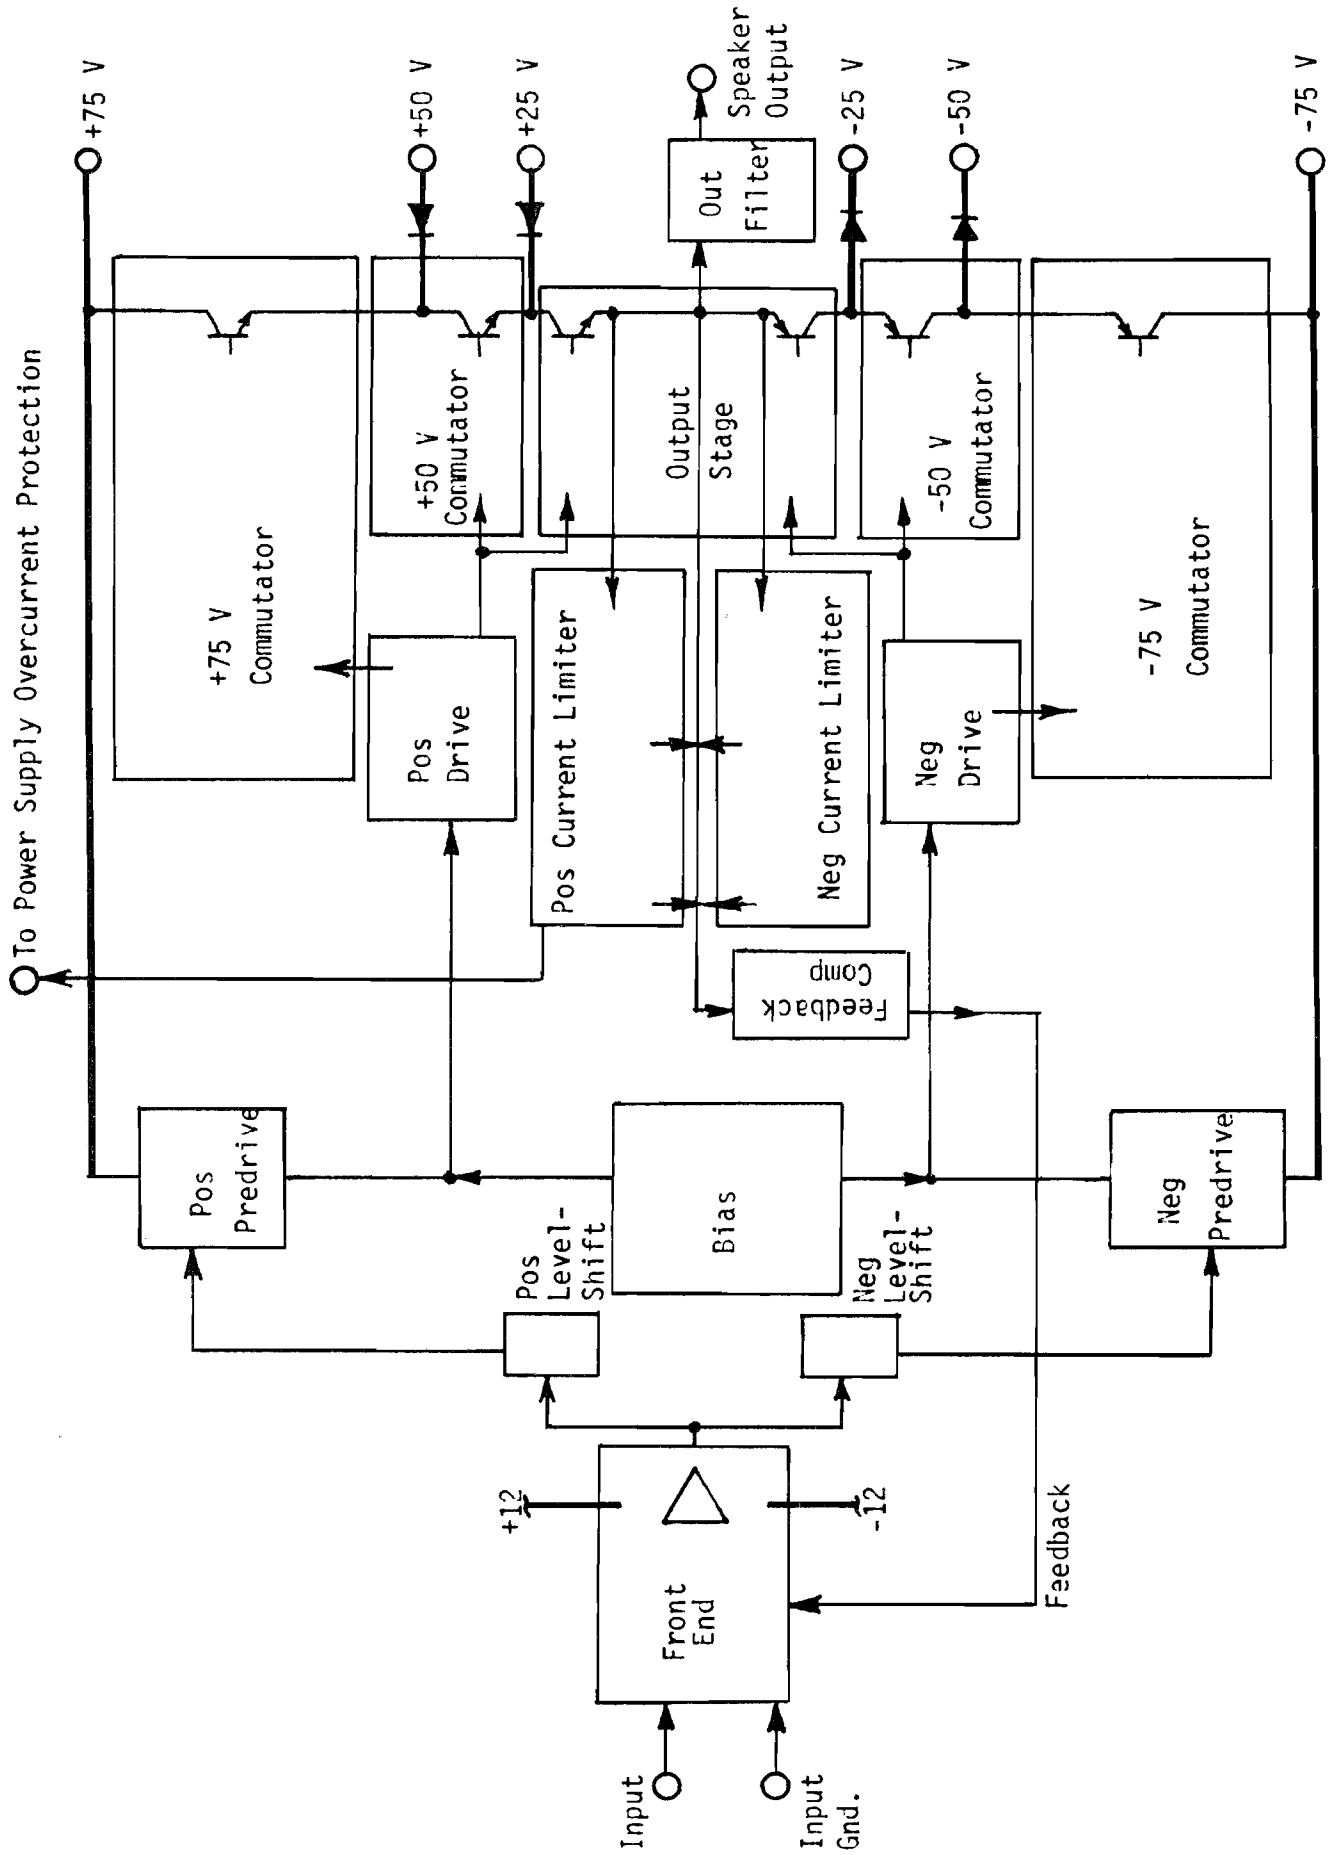 To Power Supply Overcurrent Protection
+75 V
+50 V
+25 V
Speaker
Output
-25 V
-50 V
-75 V
+75 V
Commutator
+50 V
Commutator
Output
Stage
Out
Filter
-50 V
Commutator
-75 V
Commutator
Pos
Drive
Pos Current Limiter
Neg Current Limiter
Neg
Drive
Feedback
Comp
Pos
Predrive
Bias
Neg
Predrive
Pos
Level-
Shift
Neg
Level-
Shift
+12
-12
Front
End
Feedback
Input
Input
Gnd.